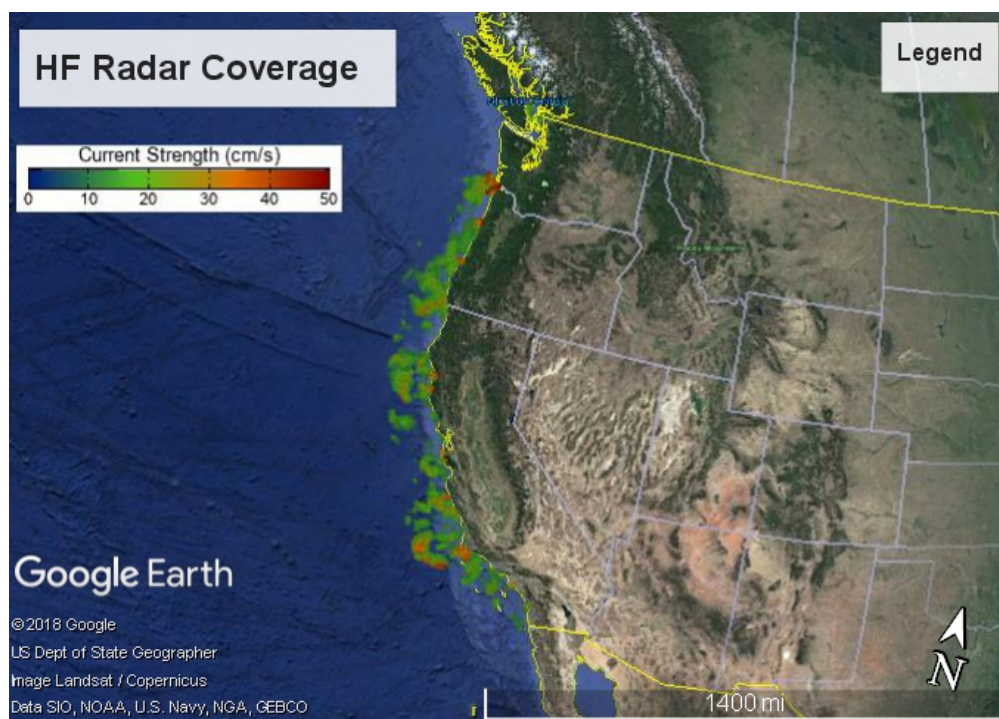 HF Radar Coverage
Legend
Current Strength (cm/s)
0 10 20 30 40 50
Google Earth
©2018 Google
US Dept of State Geographer
Image Landsat / Copernicus
Data SIO, NOAA, U.S. Navy, NGA, GEBCO
N
1400 mi